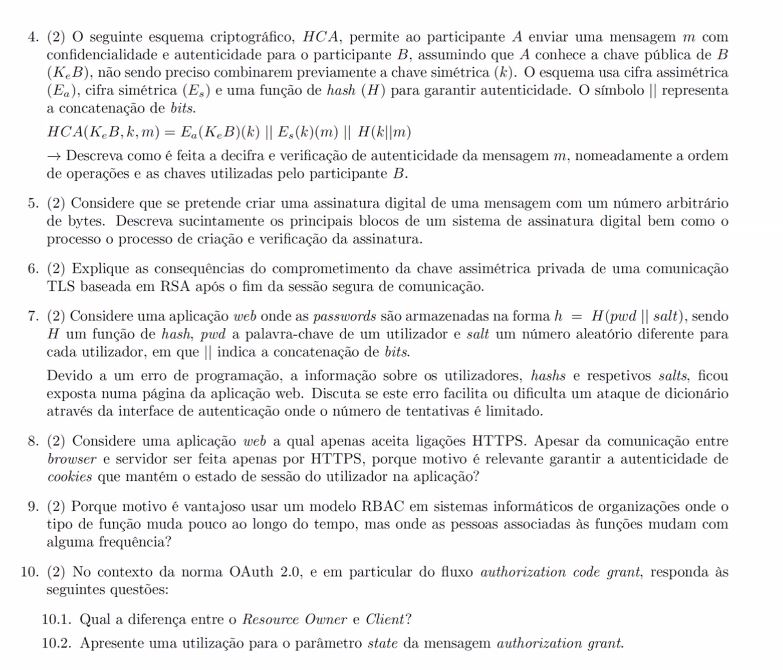 4. (2) O seguinte esquema criptográfico, HCA, permite ao participante A enviar uma mensagem m com
confidencialidade e autenticidade para o participante B, assumindo que A conhece a chave pública de B
(KₑB), não sendo preciso combinarem previamente a chave simétrica (k). O esquema usa cifra assimétrica
(Eₐ), cifra simétrica (Eₛ) e uma função de hash (H) para garantir autenticidade. O símbolo || representa
a concatenação de bits.
HCA(KₑB, k, m) = Eₐ(KₑB)(k) || Eₛ(k)(m) || H(k||m)
→ Descreva como é feita a decifra e verificação de autenticidade da mensagem m, nomeadamente a ordem
de operações e as chaves utilizadas pelo participante B.
5. (2) Considere que se pretende criar uma assinatura digital de uma mensagem com um número arbitrário
de bytes. Descreva sucintamente os principais blocos de um sistema de assinatura digital bem como o
processo o processo de criação e verificação da assinatura.
6. (2) Explique as consequências do comprometimento da chave assimétrica privada de uma comunicação
TLS baseada em RSA após o fim da sessão segura de comunicação.
7. (2) Considere uma aplicação web onde as passwords são armazenadas na forma h = H(pwd || salt), sendo
H um função de hash, pwd a palavra-chave de um utilizador e salt um número aleatório diferente para
cada utilizador, em que || indica a concatenação de bits.
Devido a um erro de programação, a informação sobre os utilizadores, hashs e respetivos salts, ficou
exposta numa página da aplicação web. Discuta se este erro facilita ou dificulta um ataque de dicionário
através da interface de autenticação onde o número de tentativas é limitado.
8. (2) Considere uma aplicação web a qual apenas aceita ligações HTTPS. Apesar da comunicação entre
browser e servidor ser feita apenas por HTTPS, porque motivo é relevante garantir a autenticidade de
cookies que mantém o estado de sessão do utilizador na aplicação?
9. (2) Porque motivo é vantajoso usar um modelo RBAC em sistemas informáticos de organizações onde o
tipo de função muda pouco ao longo do tempo, mas onde as pessoas associadas às funções mudam com
alguma frequência?
10. (2) No contexto da norma OAuth 2.0, e em particular do fluxo authorization code grant, responda às
seguintes questões:
10.1. Qual a diferença entre o Resource Owner e Client?
10.2. Apresente uma utilização para o parâmetro state da mensagem authorization grant.